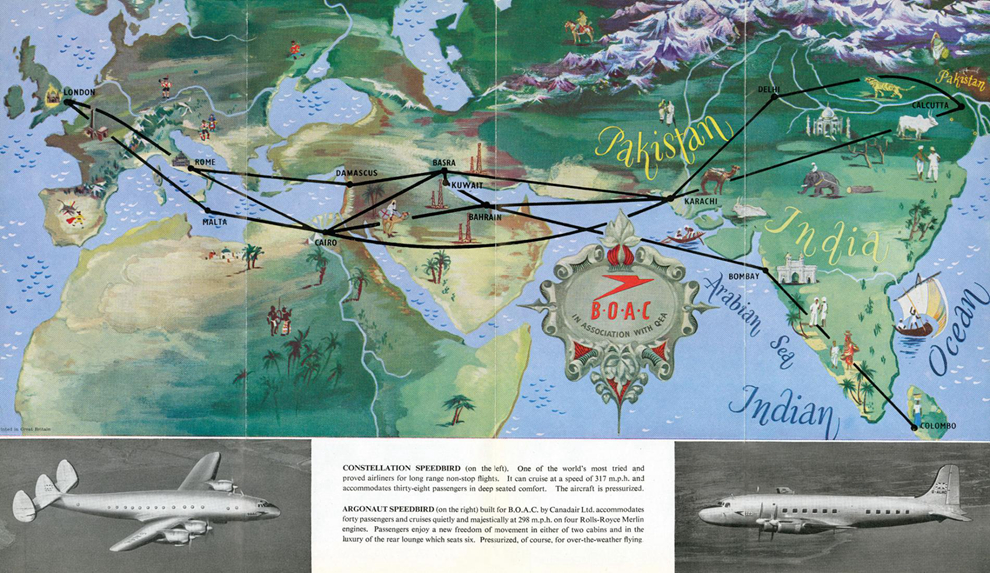 LONDON
ROME
MALTA
DAMASCUS
CAIRO
BASRA
KUWAIT
BAHRAIN
Pakistan
KARACHI
DELHI
CALCUTTA
Pakistan
India
BOMBAY
COLOMBO
Arabian
Sea
Indian
Ocean
B·O·A·C
IN ASSOCIATION WITH QEA
Printed in Great Britain
CONSTELLATION SPEEDBIRD (on the left). One of the world's most tried and
proved airliners for long range non-stop flights. It can cruise at a speed of 317 m.p.h. and
accommodates thirty-eight passengers in deep seated comfort. The aircraft is pressurized.
ARGONAUT SPEEDBIRD (on the right) built for B.O.A.C. by Canadair Ltd. accommodates
forty passengers and cruises quietly and majestically at 298 m.p.h. on four Rolls-Royce Merlin
engines. Passengers enjoy a new freedom of movement in either of two cabins and in the
luxury of the rear lounge which seats six. Pressurized, of course, for over-the-weather flying